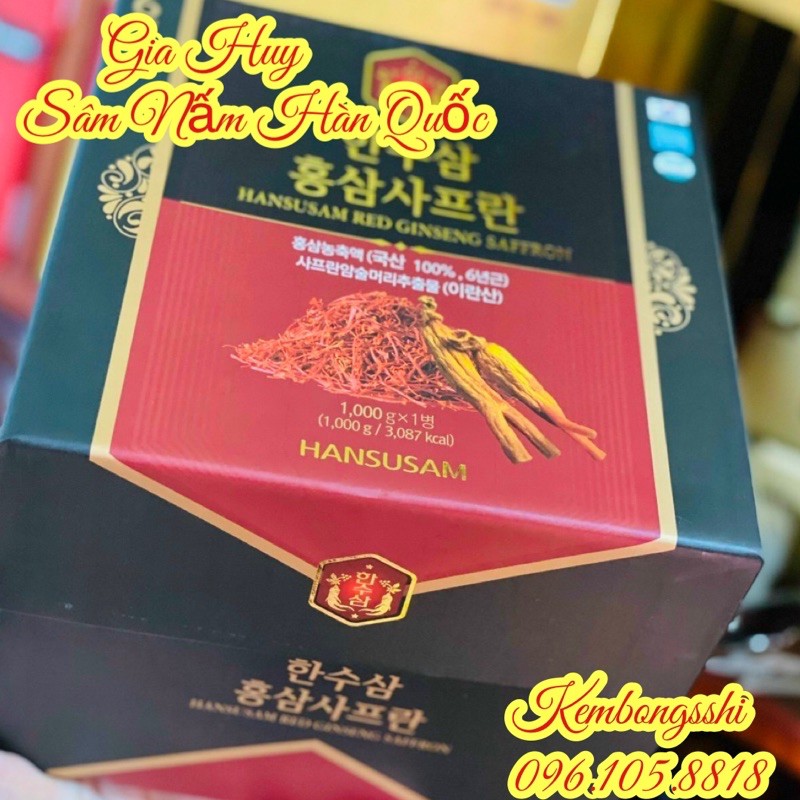 Gia Huy
Sâm Nấm Hàn Quốc
한수삼
홍삼사프란
HANSUSAM RED GINSENG SAFFRON
홍삼농축액 (국산 100%, 6년근)
사프란암술머리추출물 (이란산)
1,000 g×1병
(1,000 g / 3,087 kcal)
HANSUSAM
한수삼
한수삼
홍삼사프란
HANSUSAM RED GINSENG SAFFRON
Kembongsshi
096.105.8818